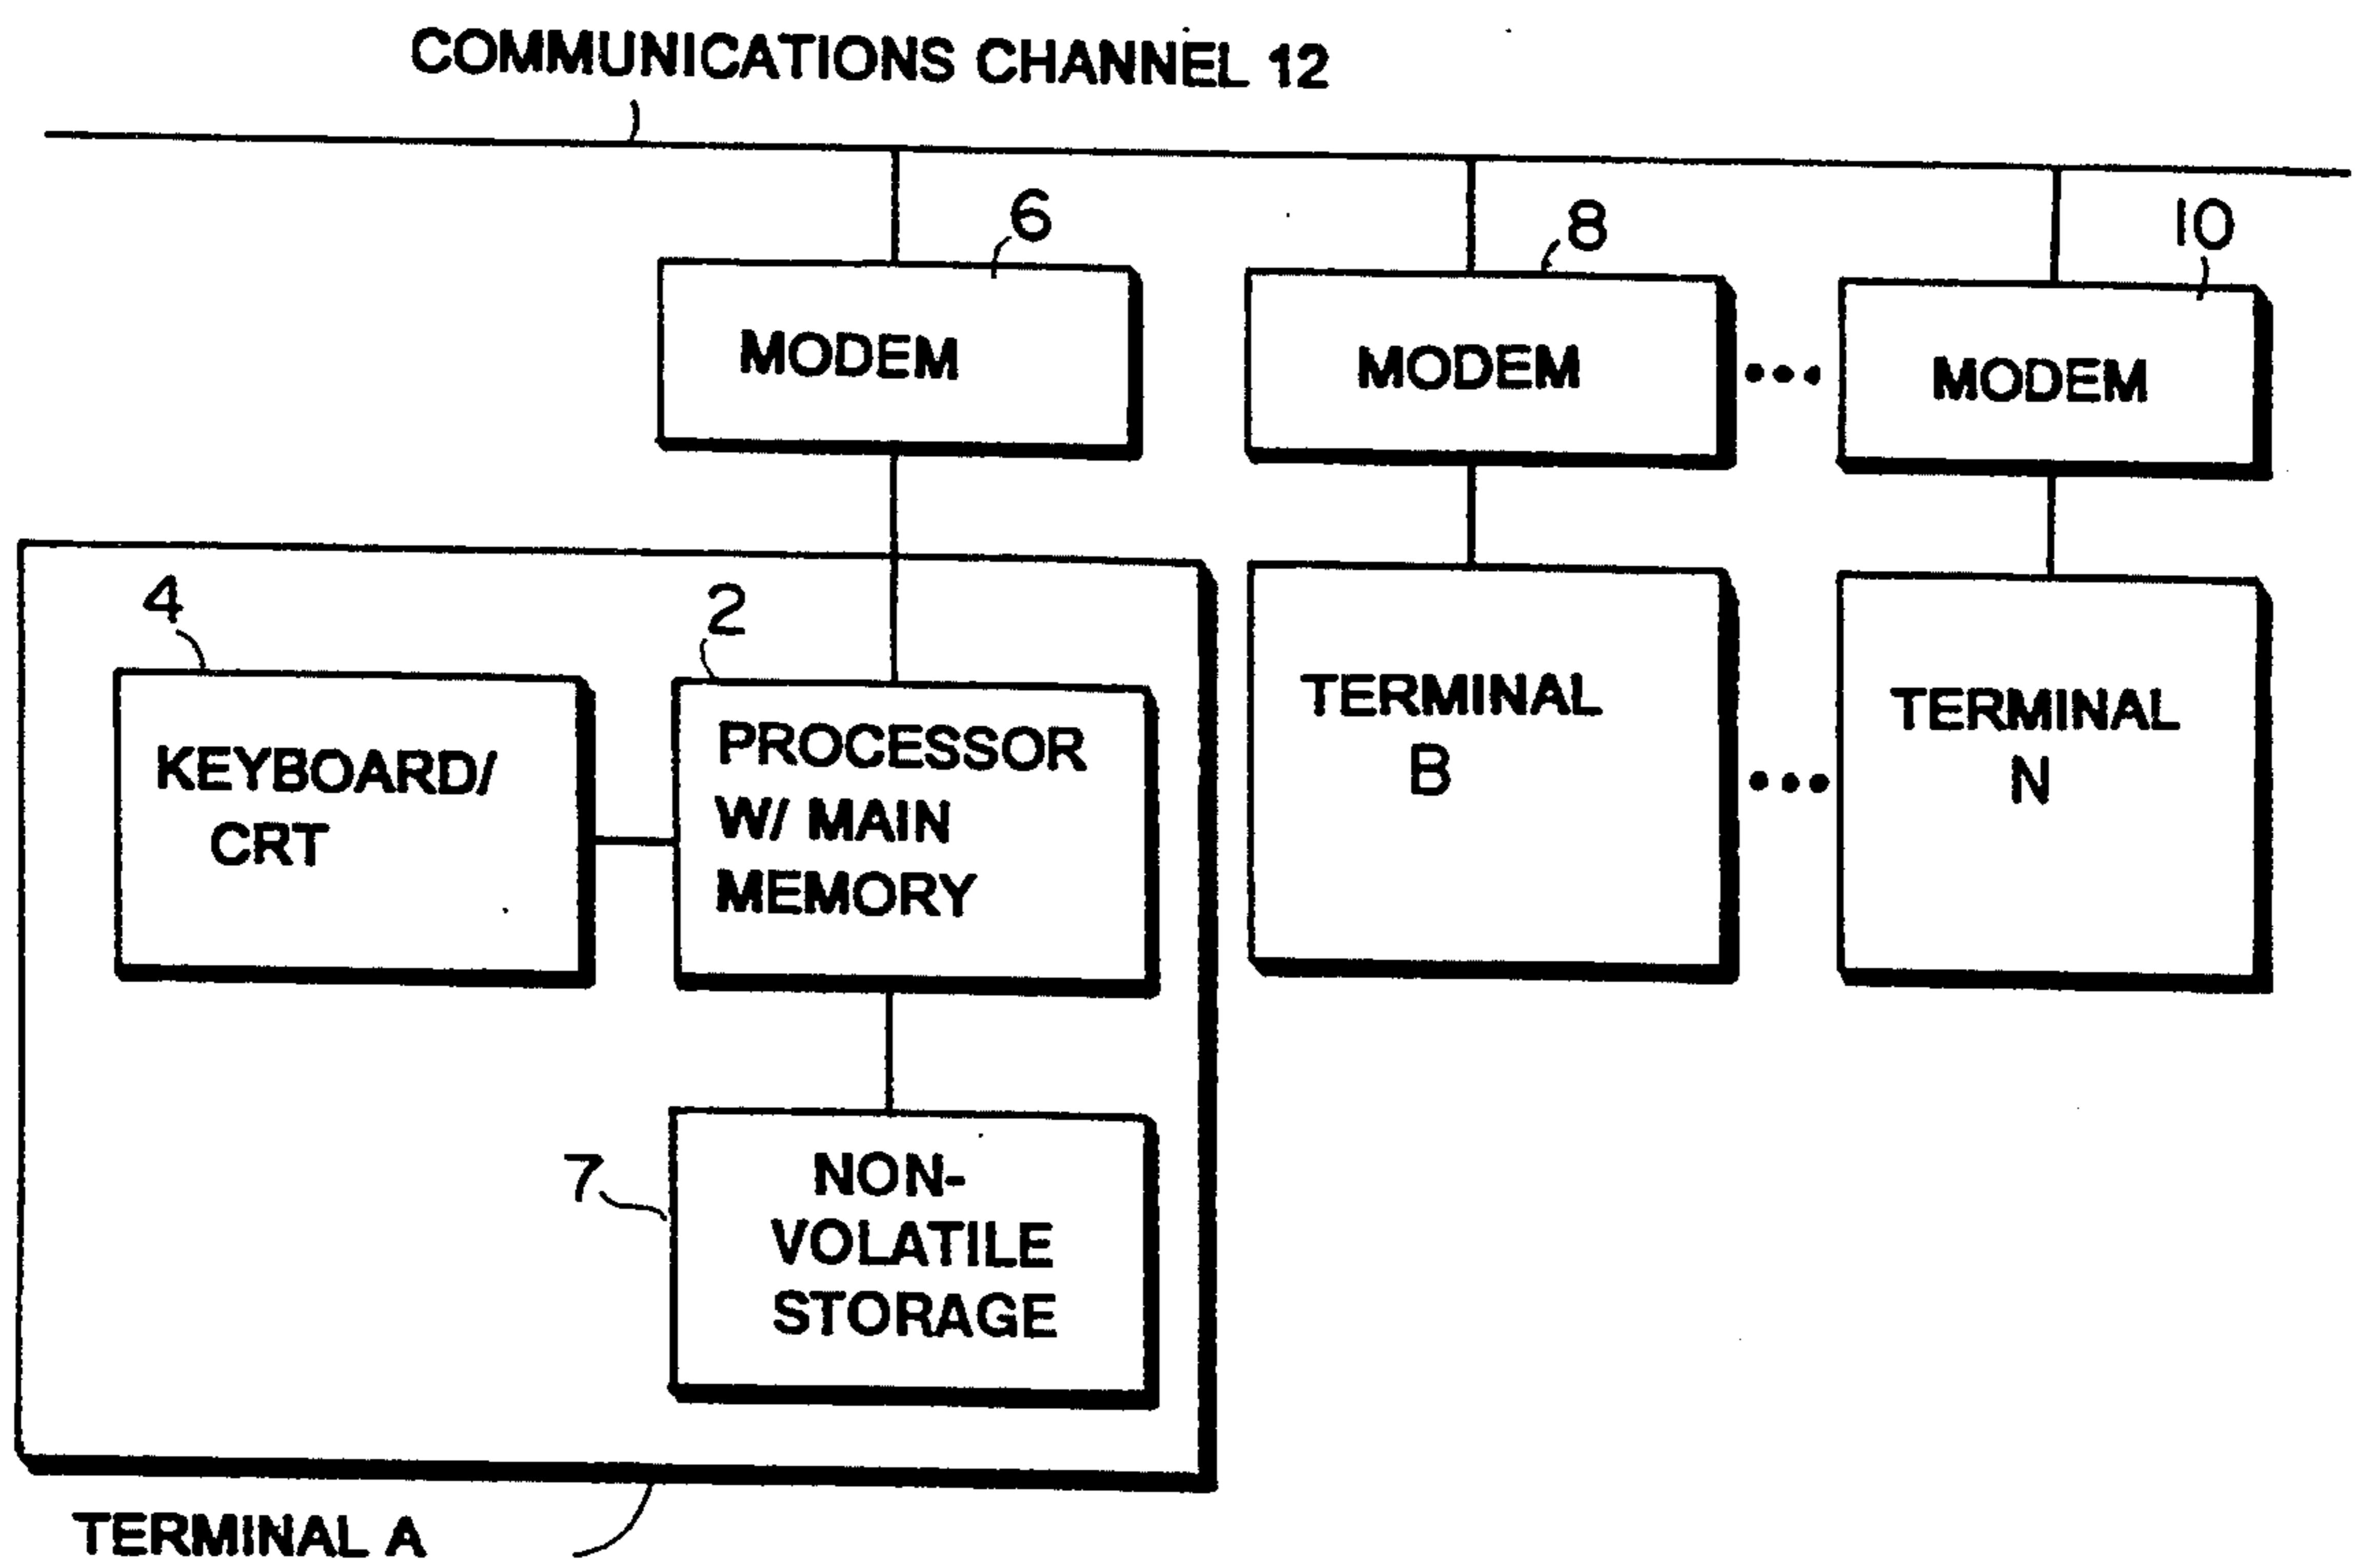 COMMUNICATIONS CHANNEL 12
6
8
10
MODEM
MODEM
•••
MODEM
4
2
KEYBOARD/
CRT
PROCESSOR
W/ MAIN
MEMORY
TERMINAL
B
•••
TERMINAL
N
7
NON-
VOLATILE
STORAGE
TERMINAL A